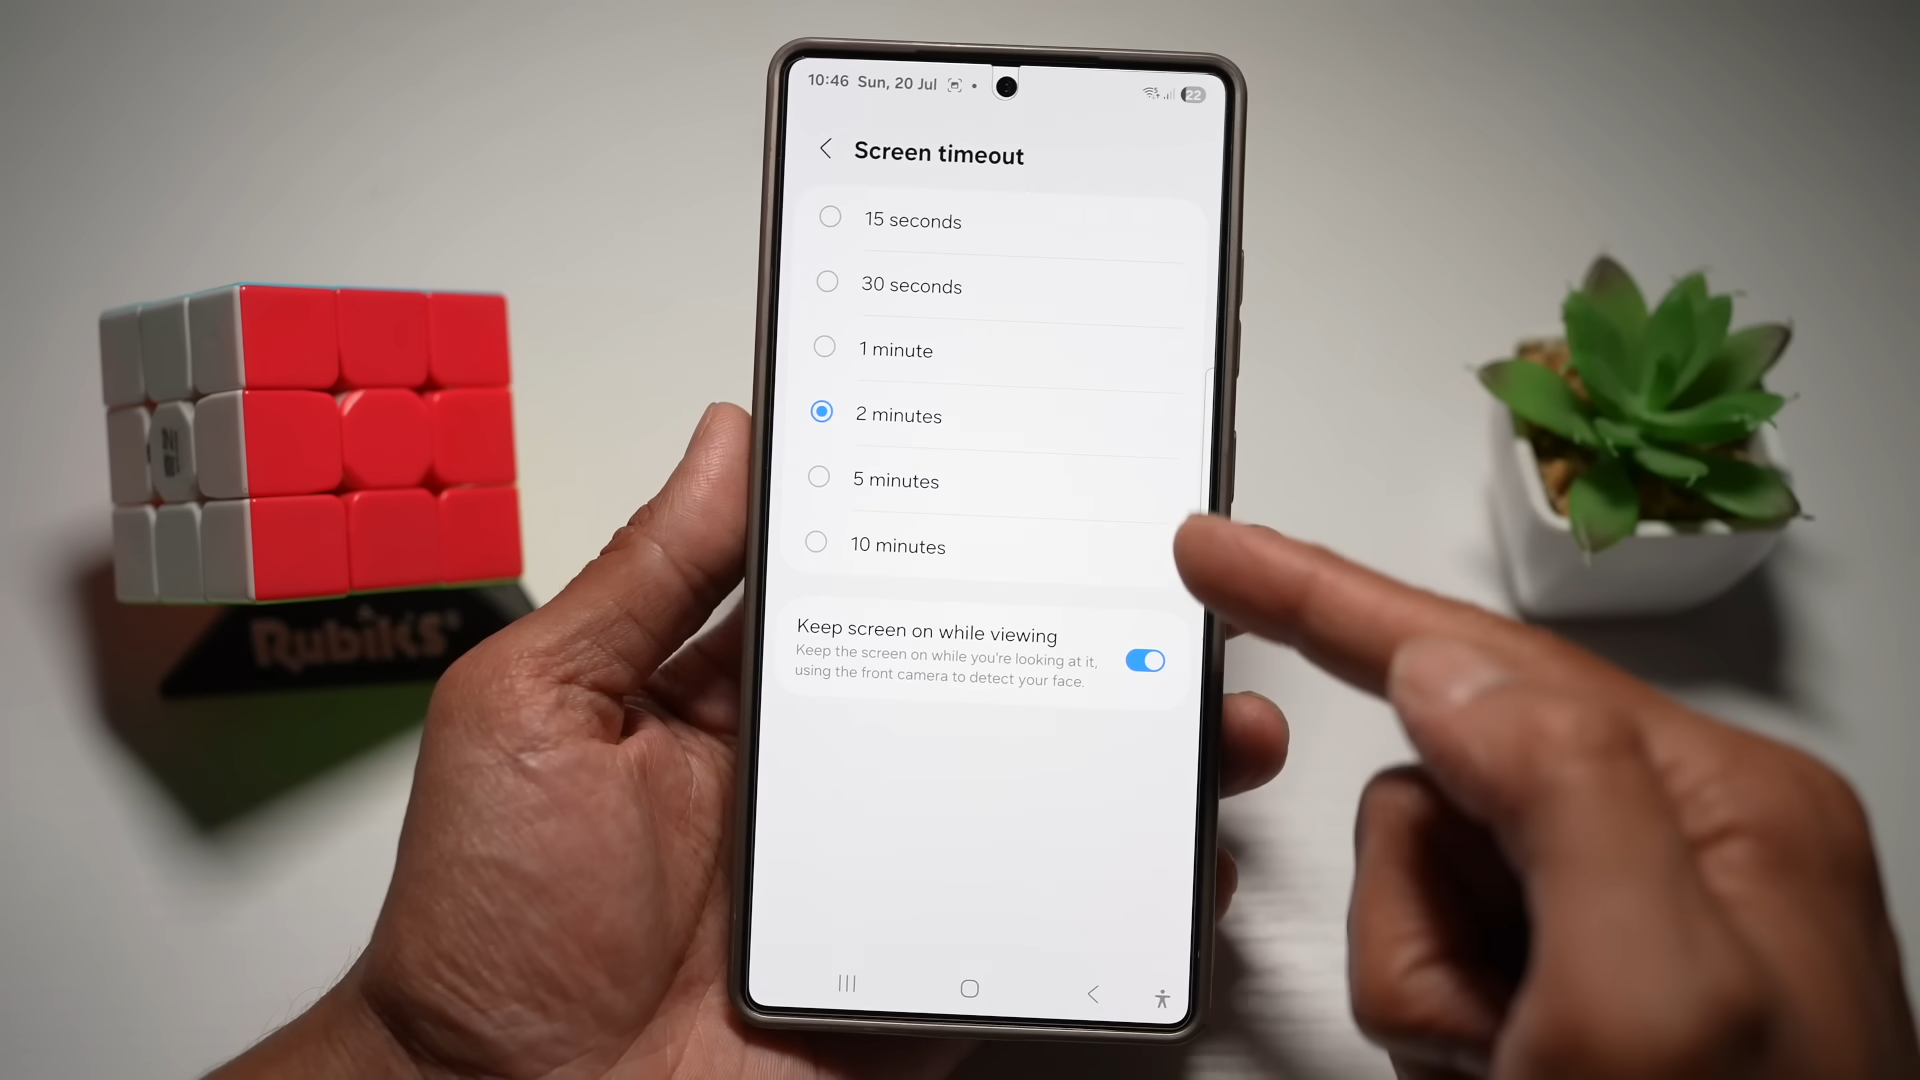 10:46 Sun, 20 Jul
22
Screen timeout
15 seconds
30 seconds
1 minute
2 minutes
5 minutes
10 minutes
Keep screen on while viewing
Keep the screen on while you're looking at it,
using the front camera to detect your face.
Rubik's®